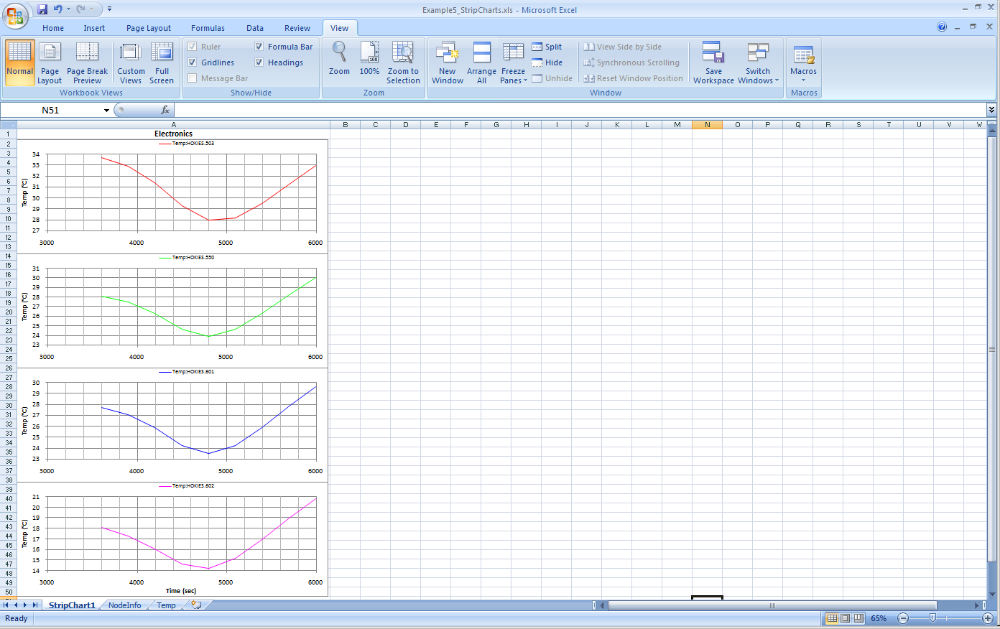 Example5_StripCharts.xls - Microsoft Excel
Home Insert Page Layout Formulas Data Review View
Normal Page Layout Page Break Preview Custom Views Full Screen
Workbook Views
Ruler Formula Bar
Gridlines Headings
Message Bar
Show/Hide
Zoom 100% Zoom to Selection
Zoom
New Window Arrange All Freeze Panes
Split
Hide
Unhide
View Side by Side
Synchronous Scrolling
Reset Window Position
Save Workspace Switch Windows
Window
Macros
Macros
N51 fx
A B C D E F G H I J K L M N O P Q R S T U V W
1 2 3 4 5 6 7 8 9 10 11 12 13 14 15 16 17 18 19 20 21 22 23 24 25 26 27 28 29 30 31 32 33 34 35 36 37 38 39 40 41 42 43 44 45 46 47 48 49 50
Electronics
Temp:HOKIES.503
Temp (°C)
34
33
32
31
30
29
28
27
3000 4000 5000 6000
Temp:HOKIES.550
Temp (°C)
31
30
29
28
27
26
25
24
23
3000 4000 5000 6000
Temp:HOKIES.601
Temp (°C)
30
29
28
27
26
25
24
23
3000 4000 5000 6000
Temp:HOKIES.602
Temp (°C)
21
20
19
18
17
16
15
14
3000 4000 5000 6000
Time (sec)
StripChart1 NodeInfo Temp
Ready 65%